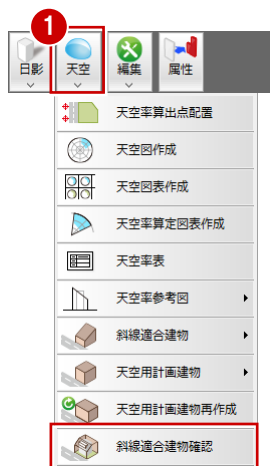 1
日影 天空 編集 属性
天空率算出点配置
天空図作成
天空図表作成
天空率算定図表作成
天空率表
天空率参考図
斜線適合建物
天空用計画建物
天空用計画建物再作成
斜線適合建物確認